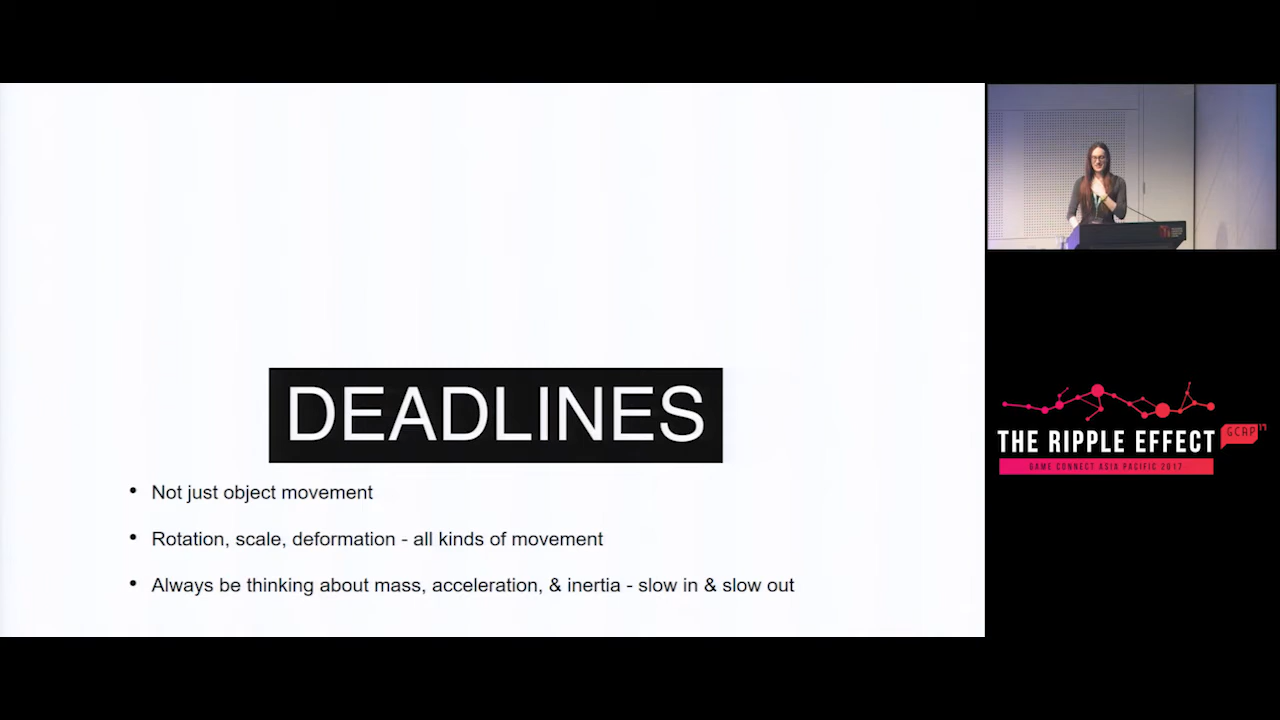 DEADLINES
• Not just object movement
• Rotation, scale, deformation - all kinds of movement
• Always be thinking about mass, acceleration, & inertia - slow in & slow out
THE RIPPLE EFFECT
GCAP17
GAME CONNECT ASIA PACIFIC 2017